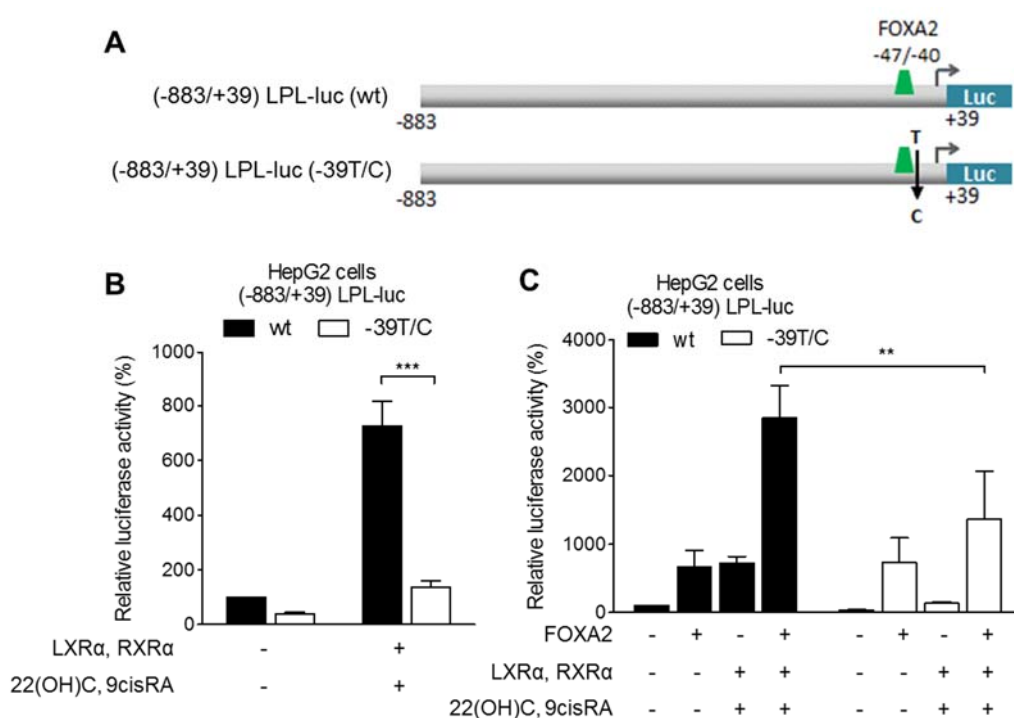 A
FOXA2
-47/-40
(-883/+39) LPL-luc (wt)
Luc
-883
+39
T
(-883/+39) LPL-luc (-39T/C)
Luc
-883
+39
C
B
HepG2 cells
(-883/+39) LPL-luc
wt -39T/C
Relative luciferase activity (%)
1000
800
600
400
200
0
***
LXRα, RXRα - +
22(OH)C, 9cisRA - +
C
HepG2 cells
(-883/+39) LPL-luc
wt -39T/C
Relative luciferase activity (%)
4000
3000
2000
1000
0
**
FOXA2 - + - + - + - +
LXRα, RXRα - - + + - - + +
22(OH)C, 9cisRA - - + + - - + +